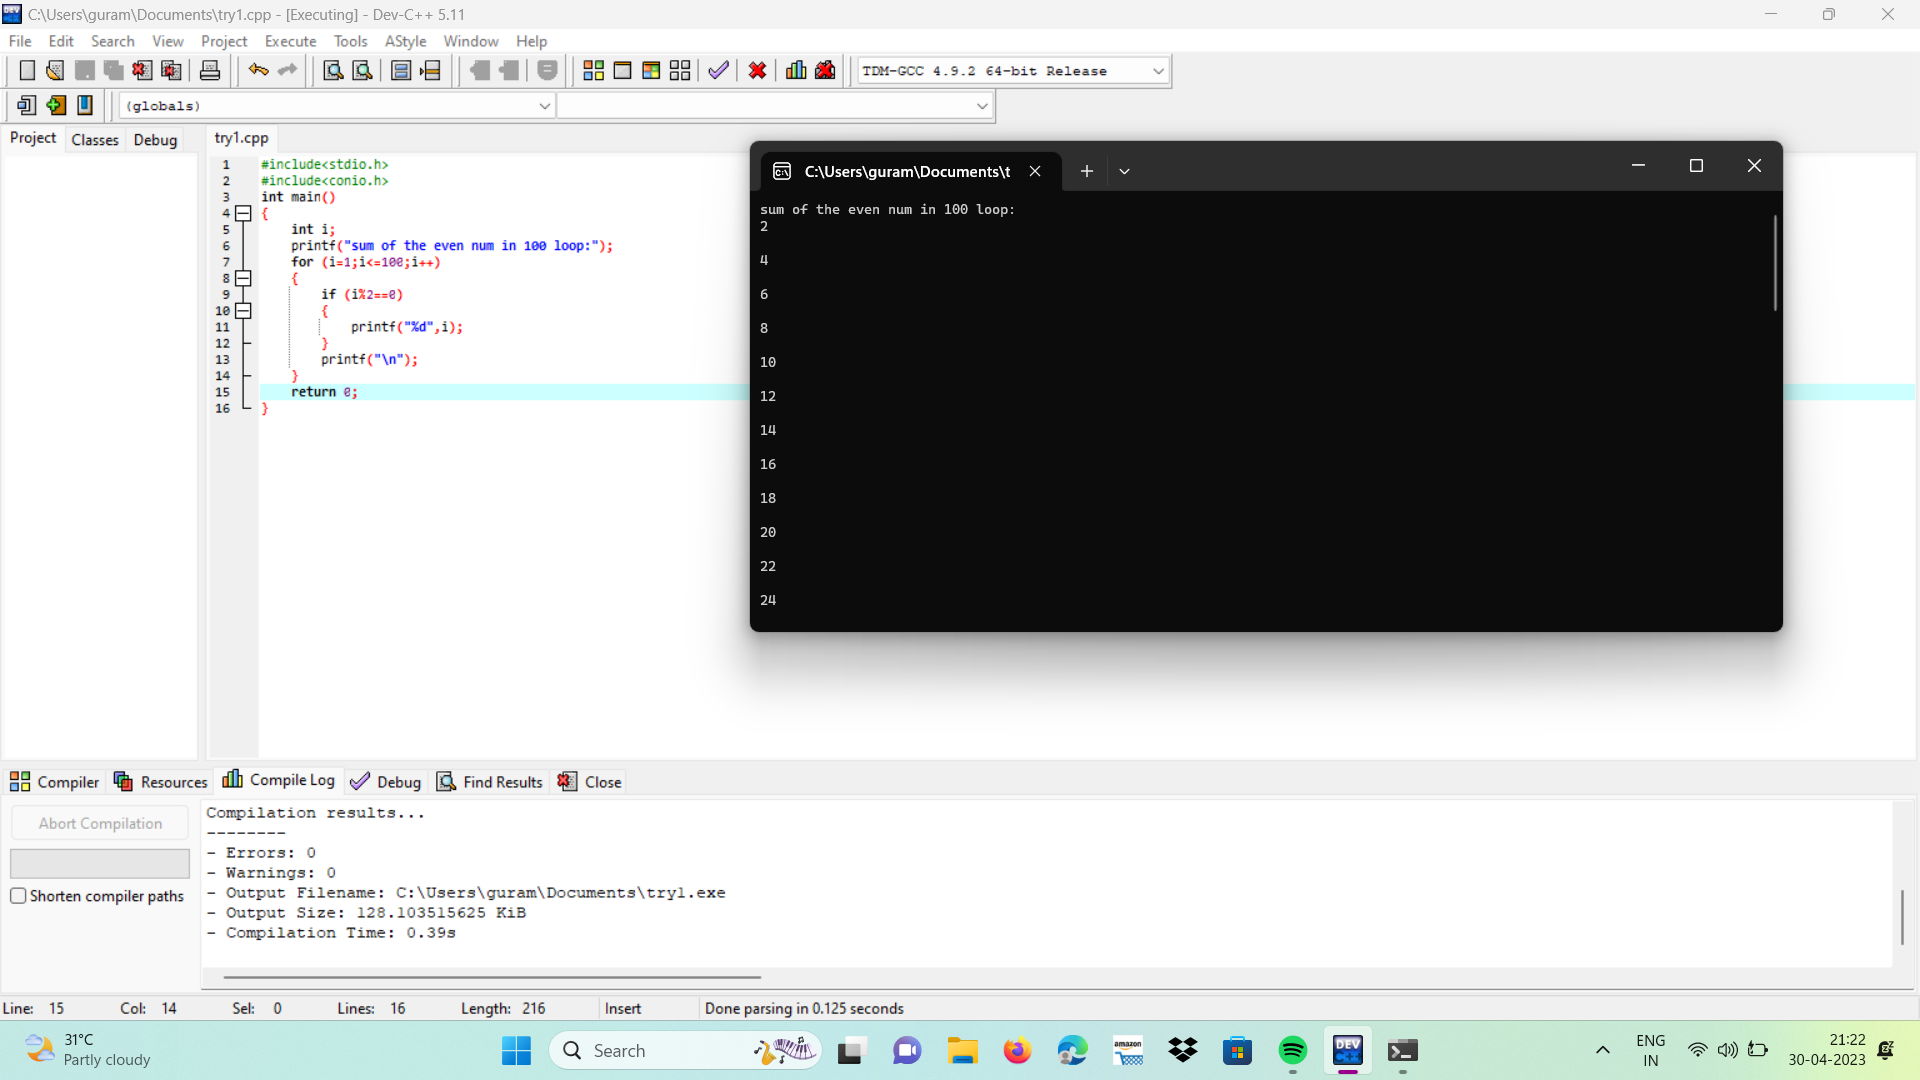 C:\Users\guram\Documents\try1.cpp - [Executing] - Dev-C++ 5.11
File Edit Search View Project Execute Tools AStyle Window Help
TDM-GCC 4.9.2 64-bit Release
(globals)
Project Classes Debug
try1.cpp
1 #include<stdio.h>
2 #include<conio.h>
3 int main()
4 {
5 int i;
6 printf("sum of the even num in 100 loop:");
7 for (i=1;i<=100;i++)
8 {
9 if (i%2==0)
10 {
11 printf("%d",i);
12 }
13 printf("\n");
14 }
15 return 0;
16 }
C:\Users\guram\Documents\t
sum of the even num in 100 loop:
2
4
6
8
10
12
14
16
18
20
22
24
Compiler Resources Compile Log Debug Find Results Close
Abort Compilation
Shorten compiler paths
Compilation results...
--------
- Errors: 0
- Warnings: 0
- Output Filename: C:\Users\guram\Documents\try1.exe
- Output Size: 128.103515625 KiB
- Compilation Time: 0.39s
Line: 15 Col: 14 Sel: 0 Lines: 16 Length: 216 Insert Done parsing in 0.125 seconds
31°C
Partly cloudy
Search
amazon
DEV
C++
ENG
IN
21:22
30-04-2023